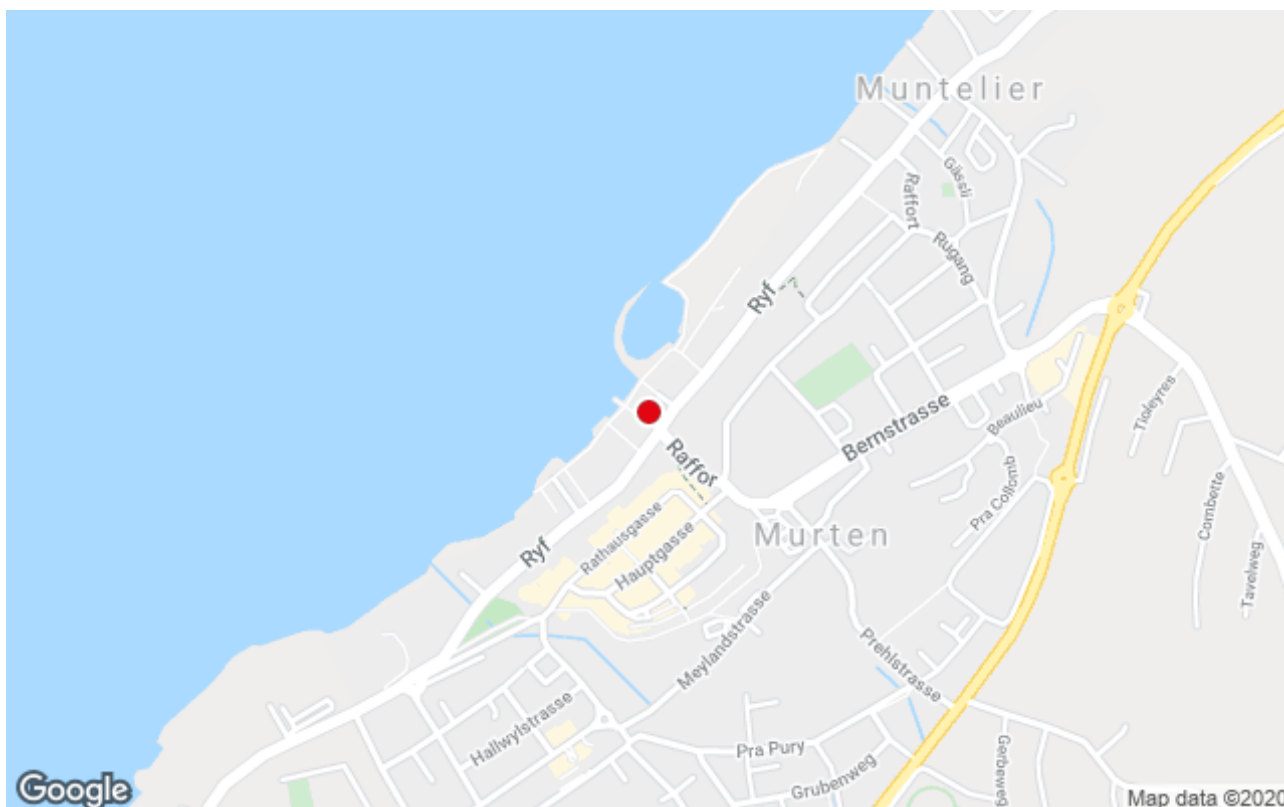 Muntelier
Gässli
Raffort
Rugang
Ryf
Tioleyres
Beaulieu
Bernstrasse
Raffor
Pra Collomb
Combette
Rathausgasse
Murten
Ryf
Hauptgasse
Tavelweg
Meylandstrasse
Prehlstrasse
Hallwylstrasse
Pra Pury
Gerbeweg
Grubenweg
Google
Map data ©2020